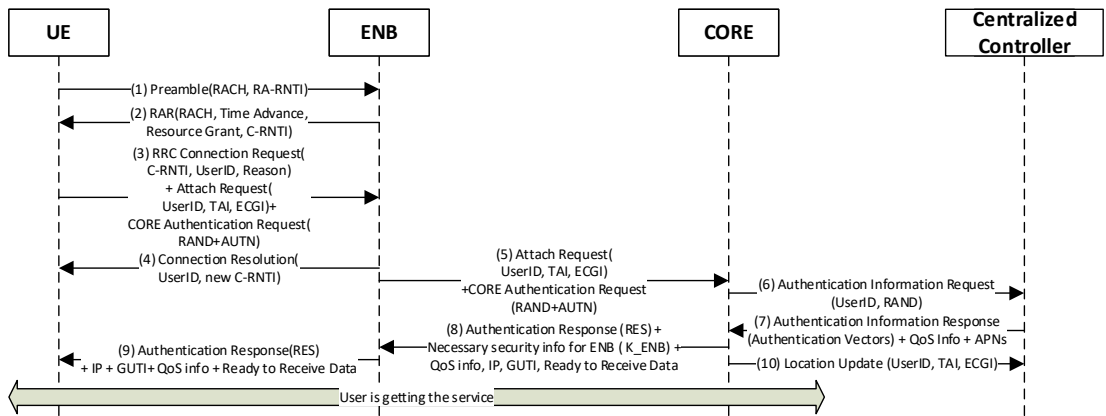 UE
ENB
CORE
Centralized
Controller
(1) Preamble(RACH, RA-RNTI)
(2) RAR(RACH, Time Advance,
Resource Grant, C-RNTI)
(3) RRC Connection Request(
C-RNTI, UserID, Reason)
+ Attach Request(
UserID, TAI, ECGI)+
CORE Authentication Request(
RAND+AUTN)
(4) Connection Resolution(
UserID, new C-RNTI)
(5) Attach Request(
UserID, TAI, ECGI)
+CORE Authentication Request
(RAND+AUTN)
(6) Authentication Information Request
(UserID, RAND)
(7) Authentication Information Response
(Authentication Vectors) + QoS Info + APNs
(8) Authentication Response (RES) +
Necessary security info for ENB ( K_ENB) +
QoS info, IP, GUTI, Ready to Receive Data
(9) Authentication Response(RES)
+ IP + GUTI+ QoS info + Ready to Receive Data
(10) Location Update (UserID, TAI, ECGI)
User is getting the service